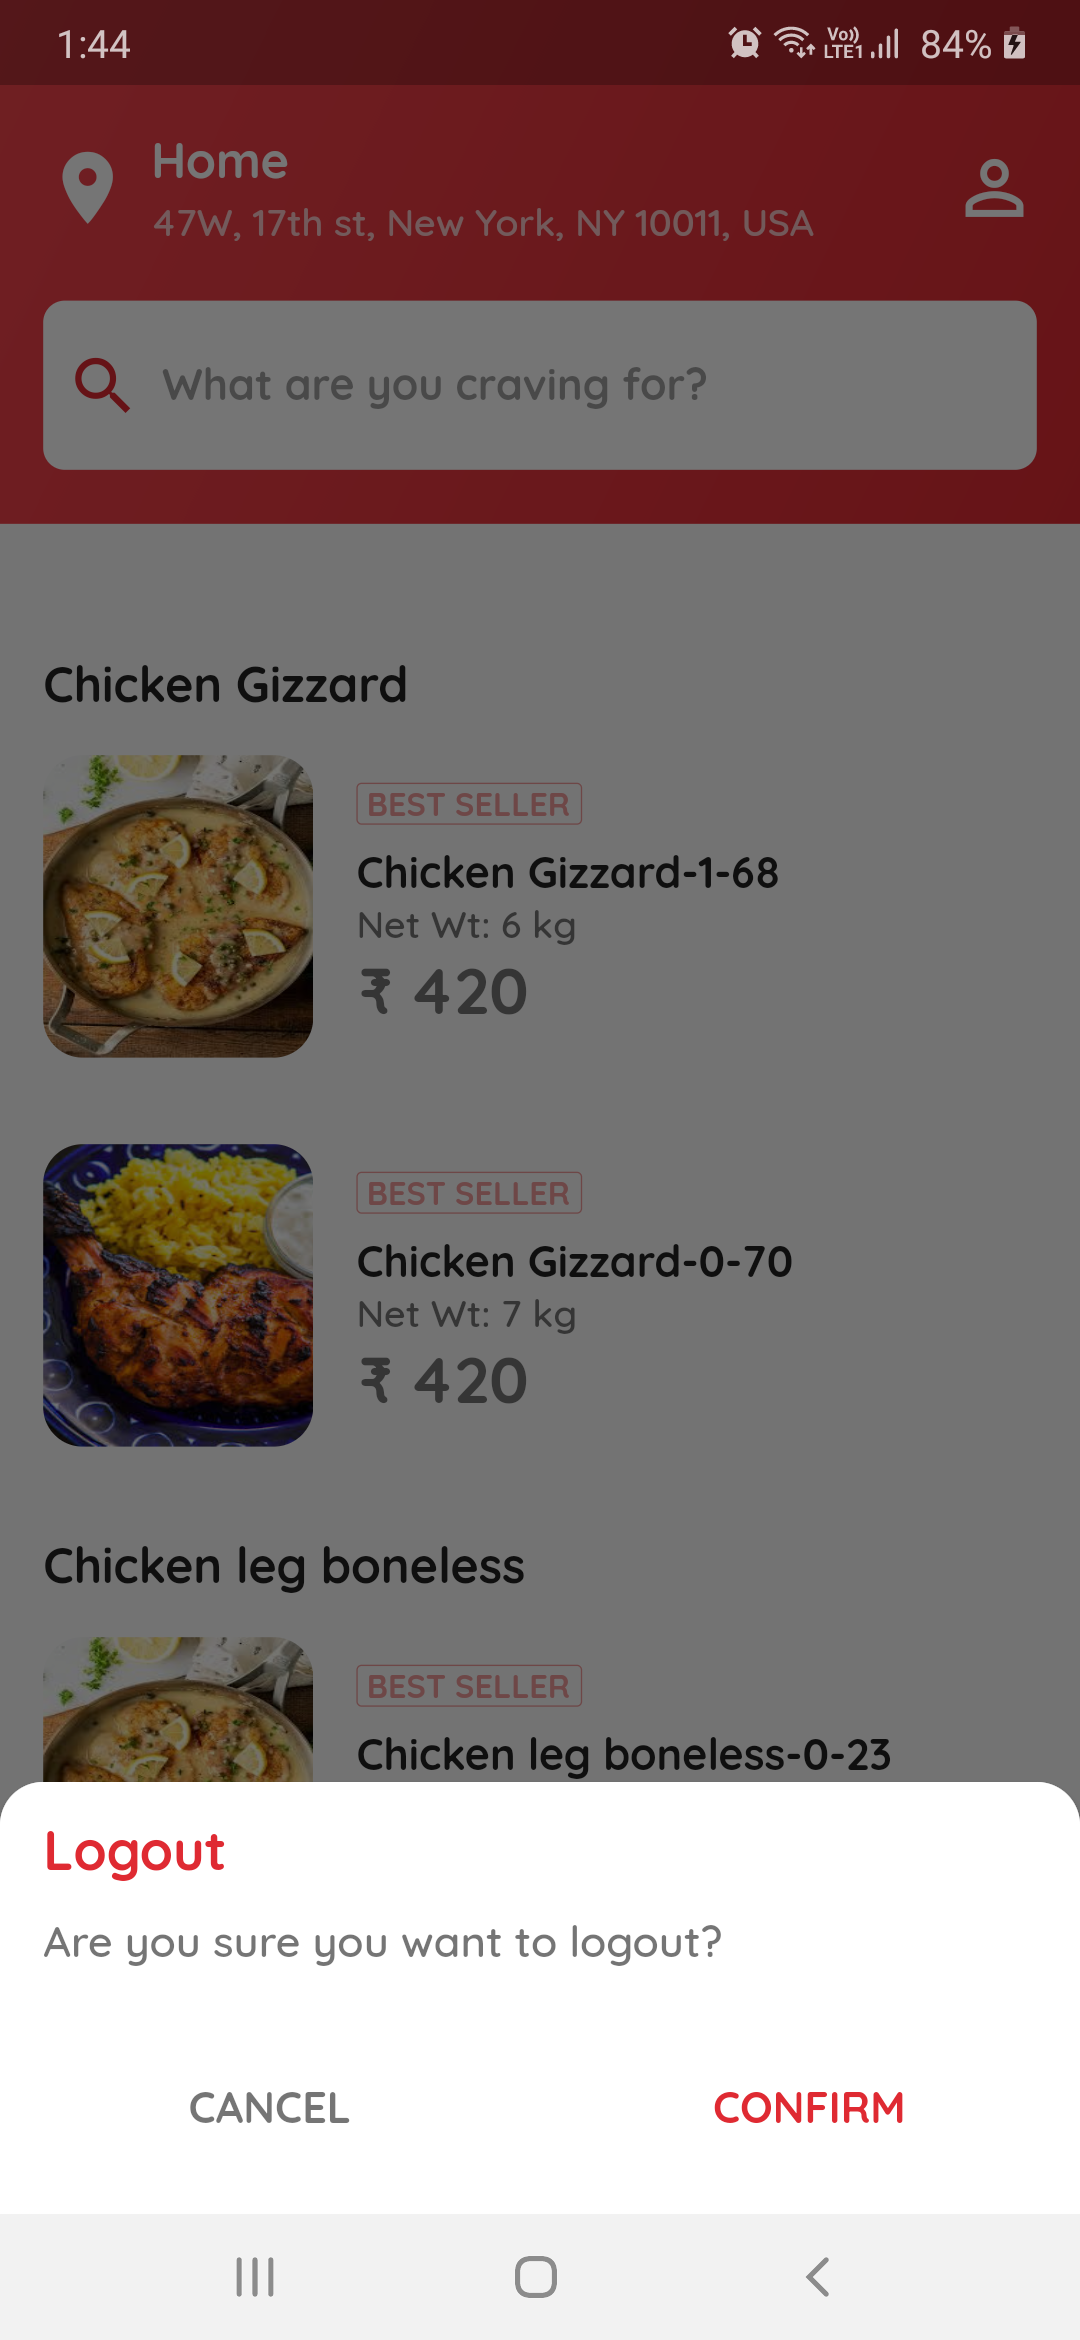 1:44
Vo)) LTE1 84%
Home
47W, 17th st, New York, NY 10011, USA
What are you craving for?
Chicken Gizzard
BEST SELLER
Chicken Gizzard-1-68
Net Wt: 6 kg
₹ 420
BEST SELLER
Chicken Gizzard-0-70
Net Wt: 7 kg
₹ 420
Chicken leg boneless
BEST SELLER
Chicken leg boneless-0-23
Logout
Are you sure you want to logout?
CANCEL
CONFIRM